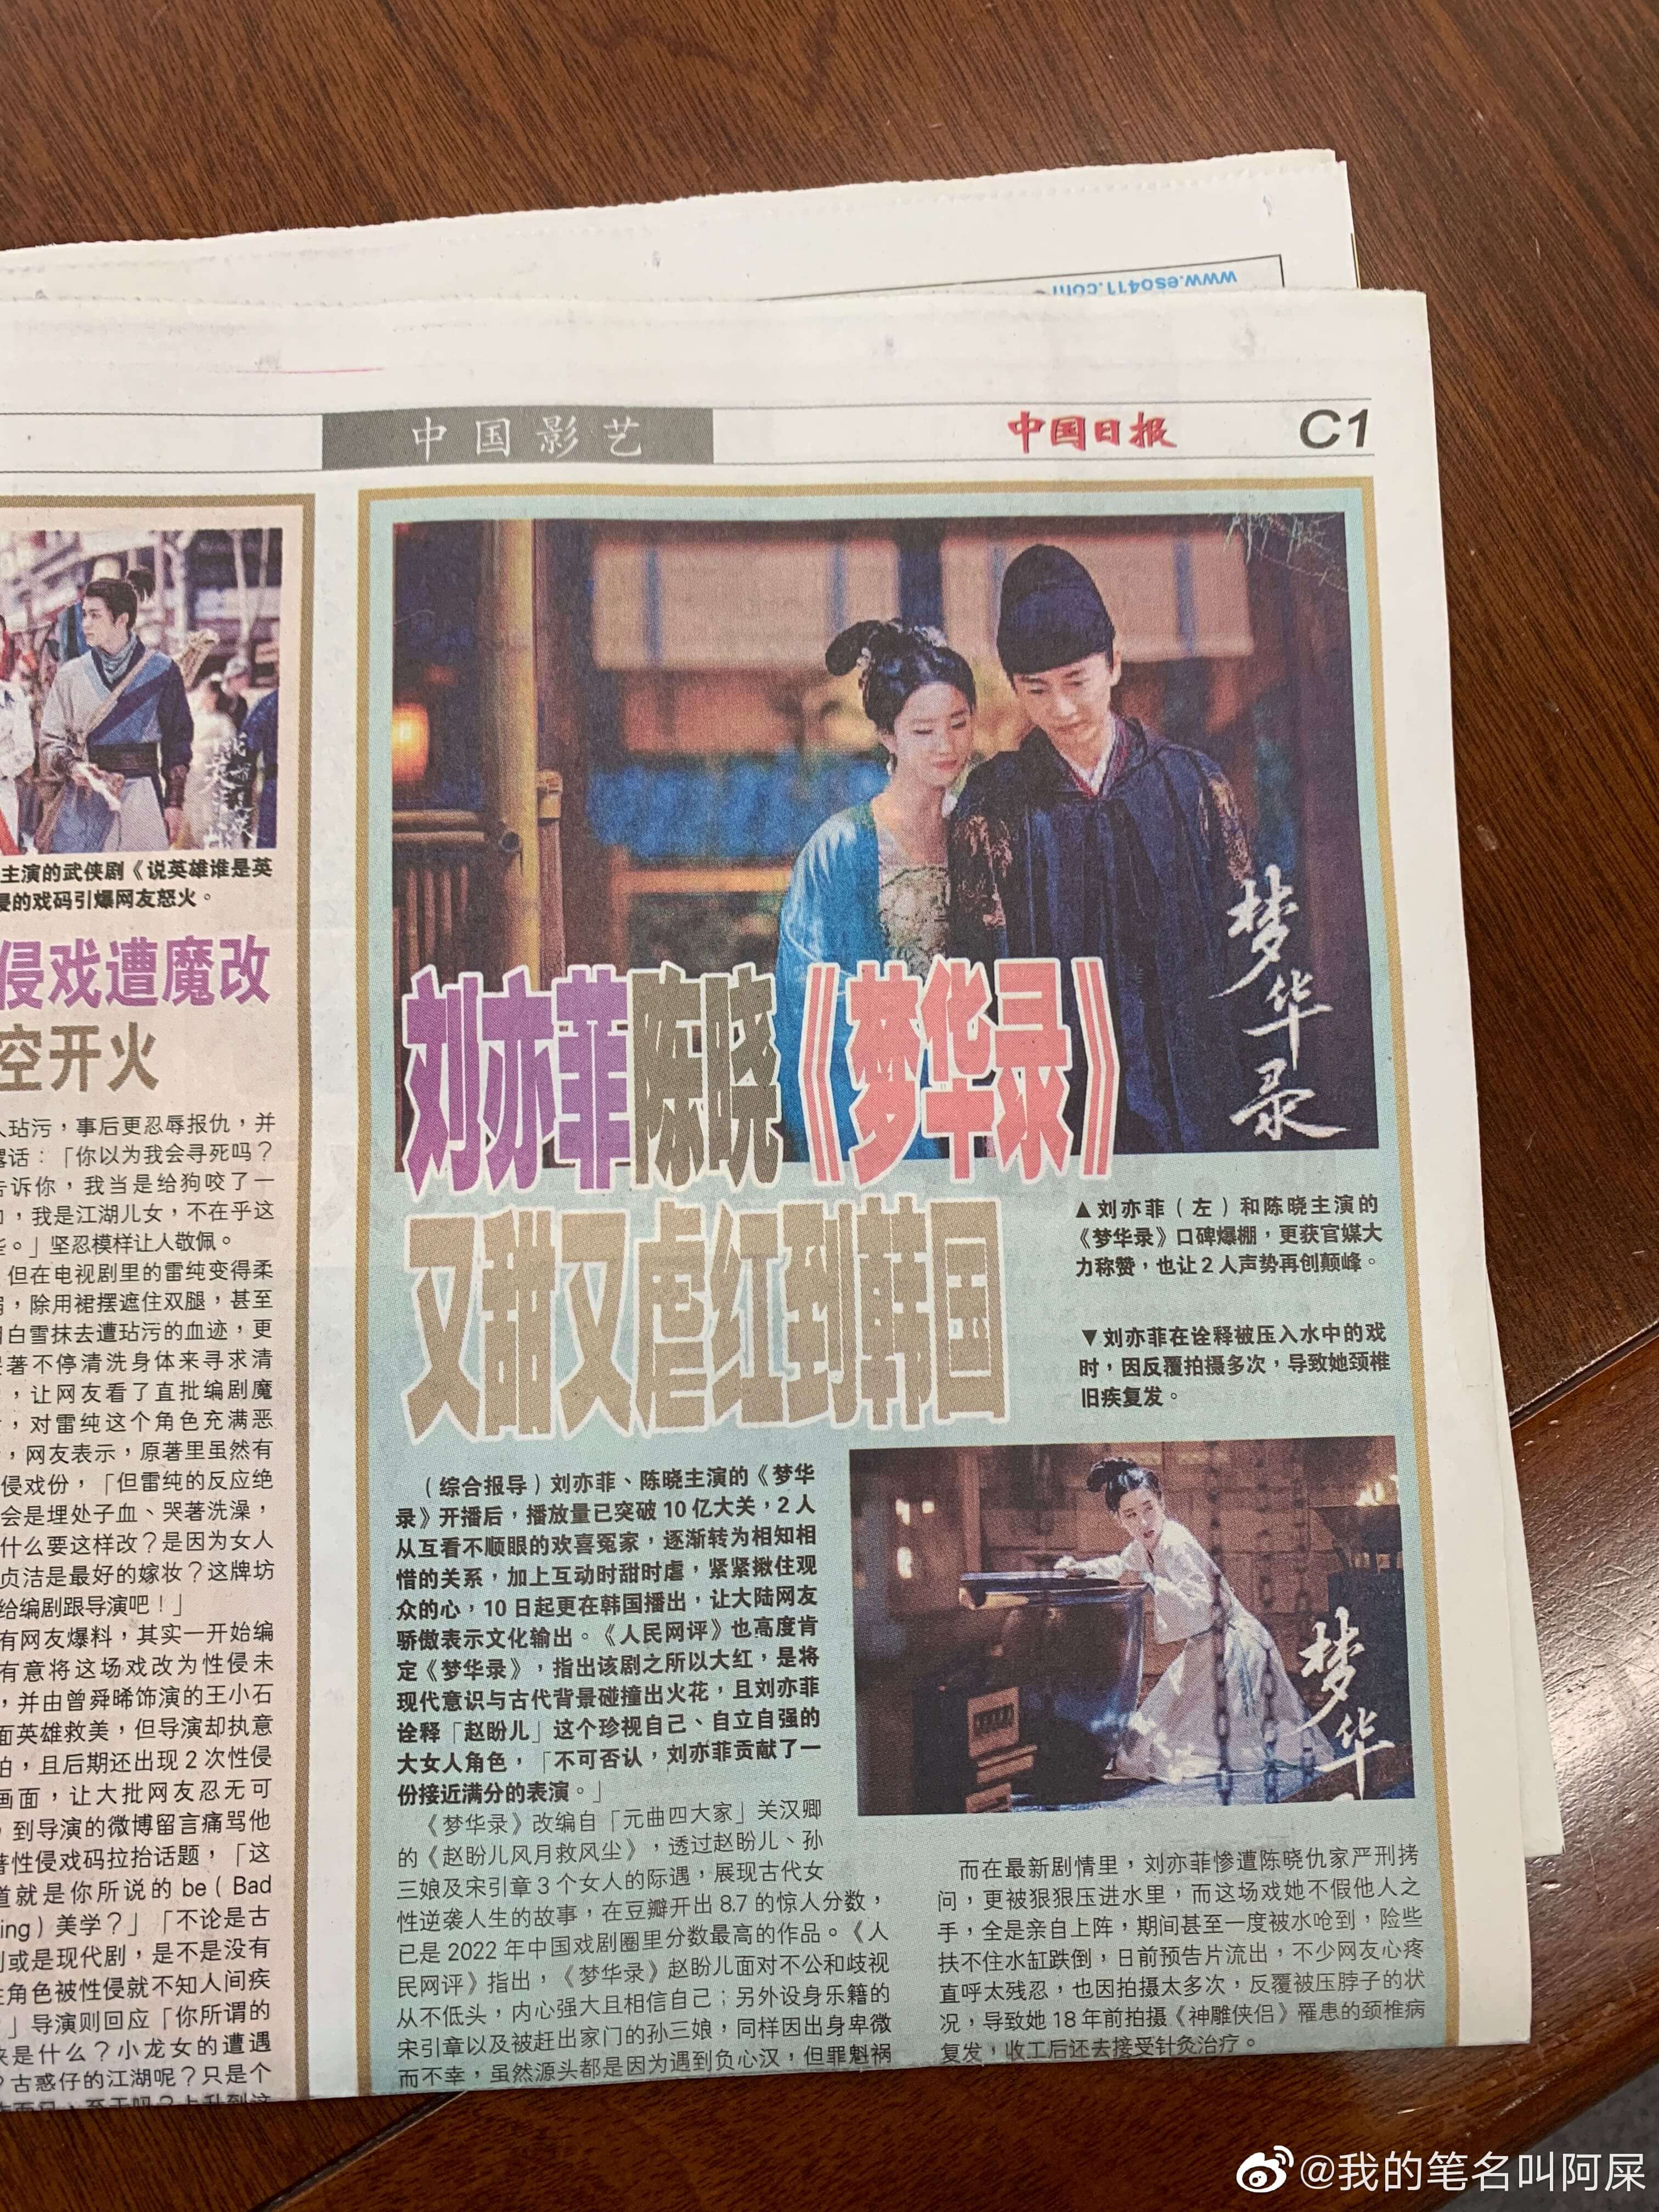 www.eso411.com
中国影艺
中国日报
C1
主演的武侠剧《说英雄谁是英
的戏码引爆网友怒火。
侵戏遭魔改
空开火
玷污，事后更忍辱报仇，并
话：「你以为我会寻死吗？
告诉你，我当是给狗咬了一
，我是江湖儿女，不在乎这
些。」坚忍模样让人敬佩。
但在电视剧里的雷纯变得柔
，除用裙摆遮住双腿，甚至
用白雪抹去遭玷污的血迹，更
著不停清洗身体来寻求清
，让网友看了直批编剧魔
，对雷纯这个角色充满恶
，网友表示，原著里虽然有
侵戏份，「但雷纯的反应绝
会是埋处子血、哭著洗澡，
什么要这样改？是因为女人
贞洁是最好的嫁妆？这牌坊
给编剧跟导演吧！」
有网友爆料，其实一开始编
有意将这场戏改为性侵未
，并由曾舜晞饰演的王小石
面英雄救美，但导演却执意
拍，且后期还出现2次性侵
画面，让大批网友忍无可
，到导演的微博留言痛骂他
著性侵戏码拉抬话题，「这
道就是你所说的be（Bad
ing）美学？」「不论是古
剧或是现代剧，是不是没有
角色被性侵就不知人间疾
」导演则回应「你所谓的
侠是什么？小龙女的遭遇
？古惑仔的江湖呢？只是个
梦华录
刘亦菲陈晓《梦华录》
又甜又虐红到韩国
▲刘亦菲（左）和陈晓主演的
《梦华录》口碑爆棚，更获官媒大
力称赞，也让2人声势再创颠峰。
▼刘亦菲在诠释被压入水中的戏
时，因反覆拍摄多次，导致她颈椎
旧疾复发。
（综合报导）刘亦菲、陈晓主演的《梦华
录》开播后，播放量已突破10亿大关，2人
从互看不顺眼的欢喜冤家，逐渐转为相知相
惜的关系，加上互动时甜时虐，紧紧揪住观
众的心，10日起更在韩国播出，让大陆网友
骄傲表示文化输出。《人民网评》也高度肯
定《梦华录》，指出该剧之所以大红，是将
现代意识与古代背景碰撞出火花，且刘亦菲
诠释「赵盼儿」这个珍视自己、自立自强的
大女人角色，「不可否认，刘亦菲贡献了一
份接近满分的表演。」
《梦华录》改编自「元曲四大家」关汉卿
的《赵盼儿风月救风尘》，透过赵盼儿、孙
三娘及宋引章3个女人的际遇，展现古代女
性逆袭人生的故事，在豆瓣开出8.7的惊人分数，
已是2022年中国戏剧圈里分数最高的作品。《人
民网评》指出，《梦华录》赵盼儿面对不公和歧视
从不低头，内心强大且相信自己；另外设身乐籍的
宋引章以及被赶出家门的孙三娘，同样因出身卑微
而不幸，虽然源头都是因为遇到负心汉，但罪魁祸
梦华
而在最新剧情里，刘亦菲惨遭陈晓仇家严刑拷
问，更被狠狠压进水里，而这场戏她不假他人之
手，全是亲自上阵，期间甚至一度被水呛到，险些
扶不住水缸跌倒，日前预告片流出，不少网友心疼
直呼太残忍，也因拍摄太多次，反覆被压脖子的状
况，导致她18年前拍摄《神雕侠侣》罹患的颈椎病
复发，收工后还去接受针灸治疗。
@我的笔名叫阿屎